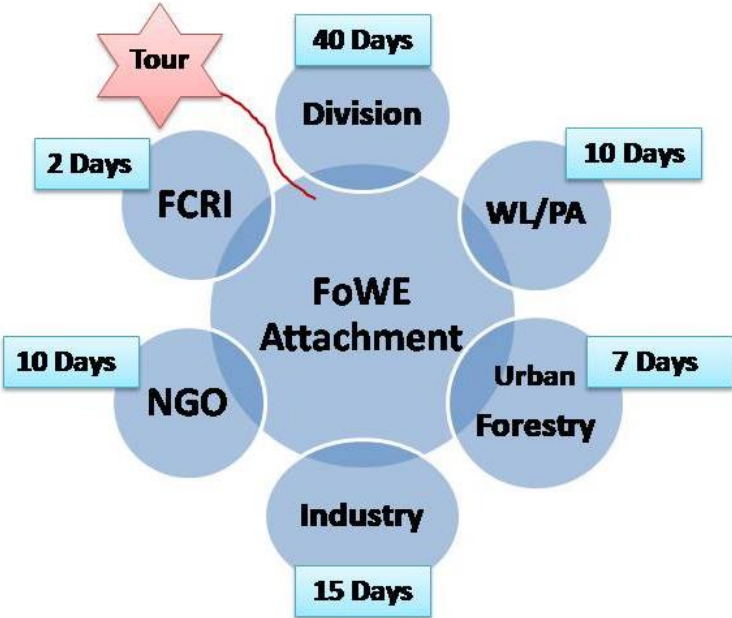 Tour
40 Days
Division
2 Days
FCRI
10 Days
WL/PA
FoWE
Attachment
10 Days
NGO
Urban
Forestry
7 Days
Industry
15 Days